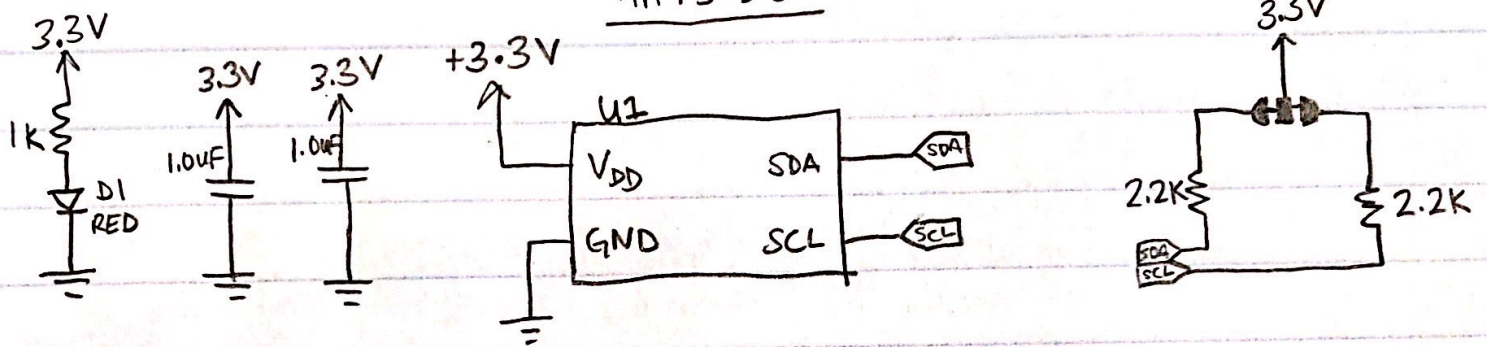 3.3V
1K
D1
RED
3.3V
1.0uF
3.3V
1.0uF
+3.3V
U1
VDD
GND
SDA
SCL
SDA
SCL
3.3V
2.2K
2.2K
SDA
SCL